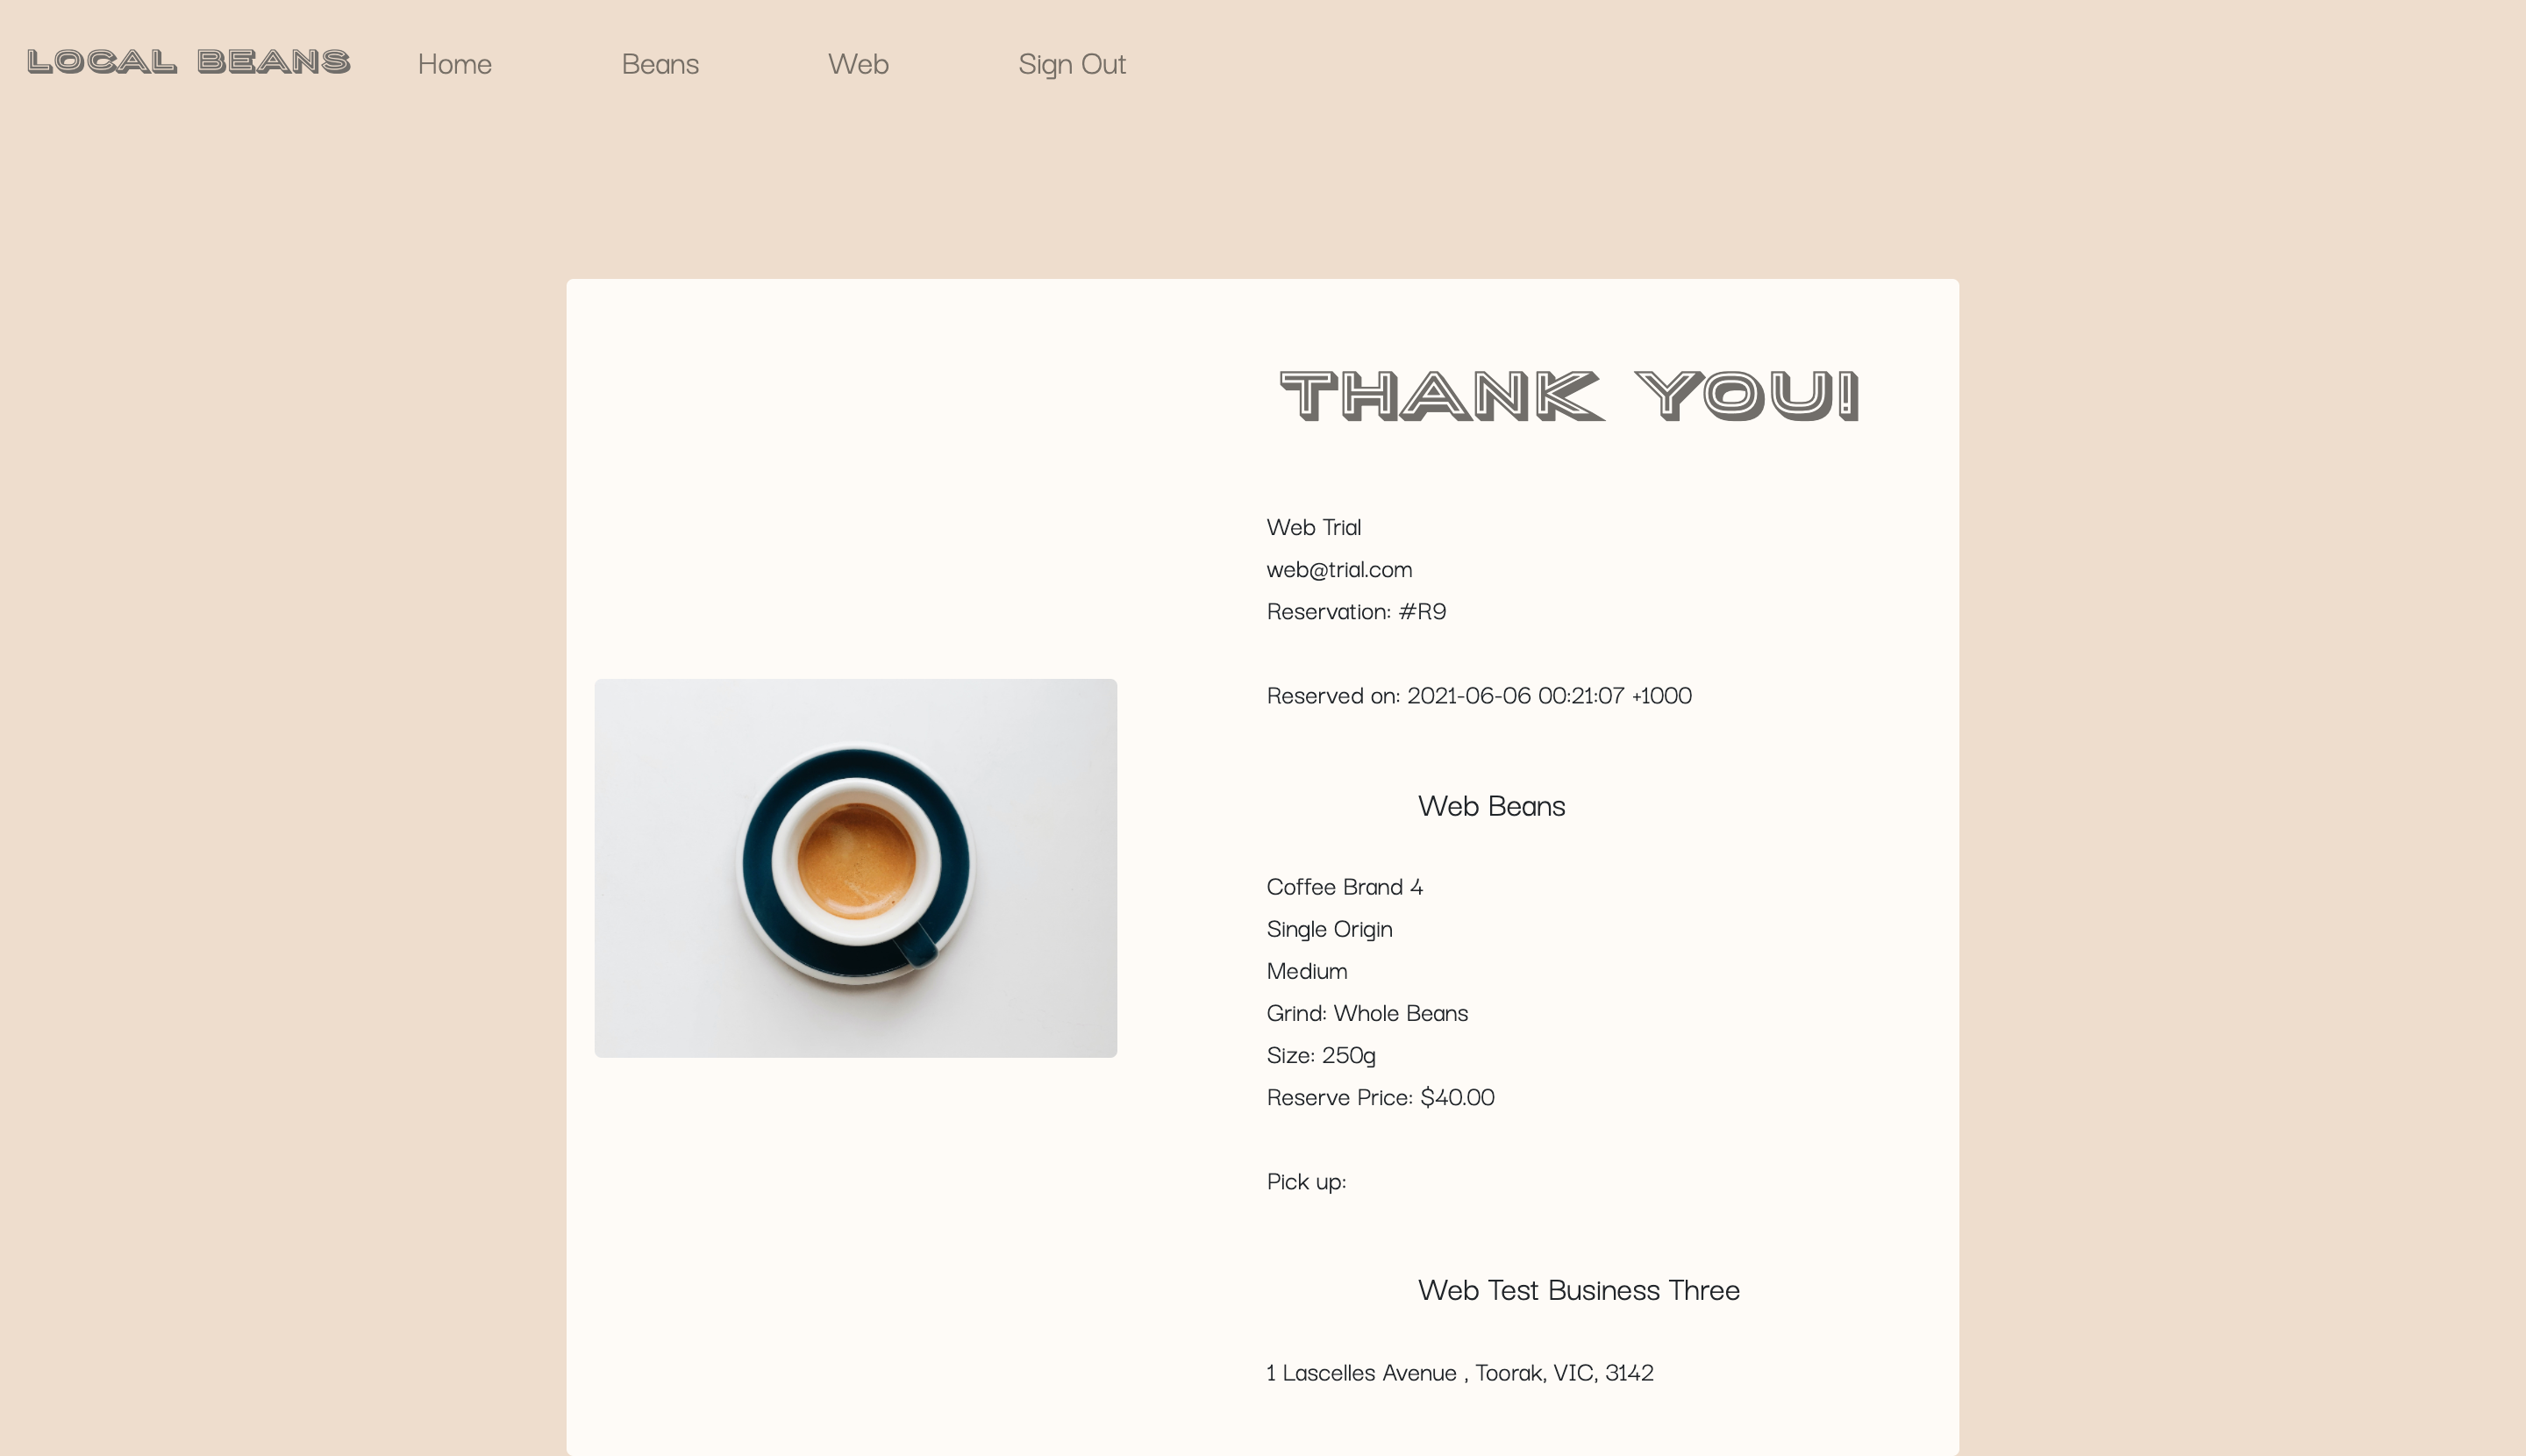 LOCAL BEANS Home Beans Web Sign Out
THANK YOU!
Web Trial
web@trial.com
Reservation: #R9
Reserved on: 2021-06-06 00:21:07 +1000
Web Beans
Coffee Brand 4
Single Origin
Medium
Grind: Whole Beans
Size: 250g
Reserve Price: $40.00
Pick up:
Web Test Business Three
1 Lascelles Avenue , Toorak, VIC, 3142